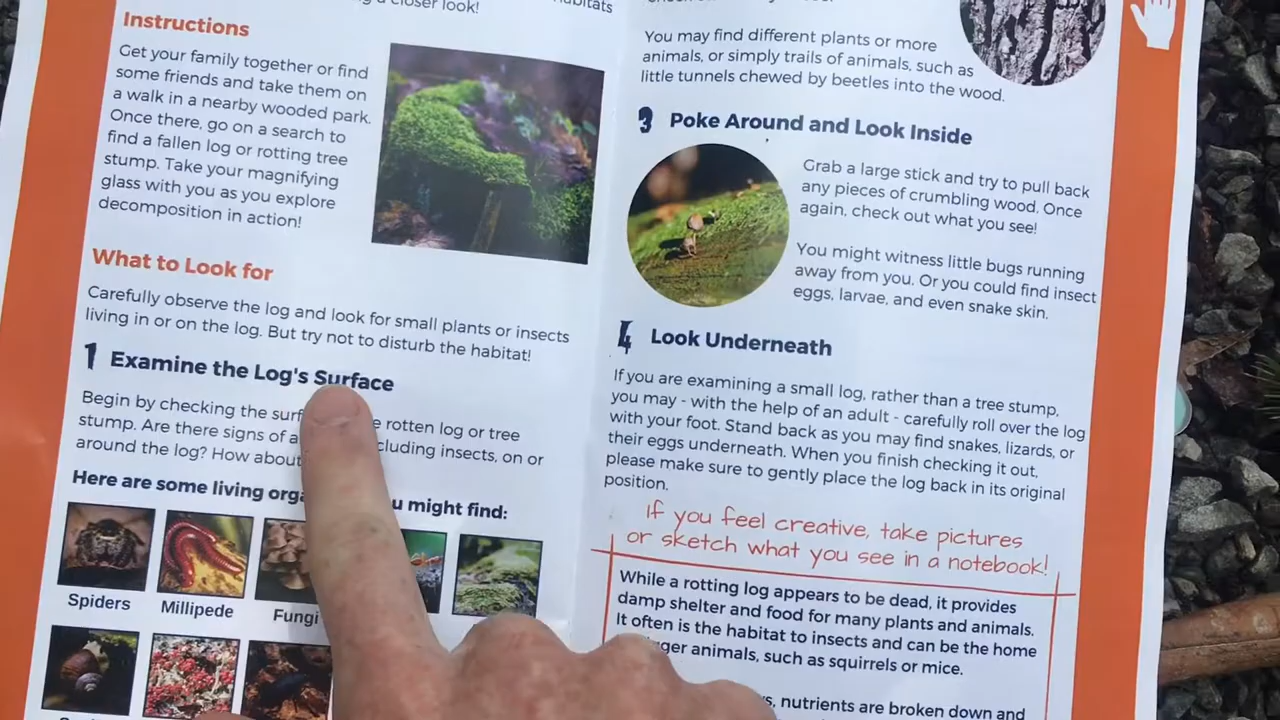 a closer look!
habitats
Instructions
Get your family together or find
some friends and take them on
a walk in a nearby wooded park.
Once there, go on a search to
find a fallen log or rotting tree
stump. Take your magnifying
glass with you as you explore
decomposition in action!
What to Look for
Carefully observe the log and look for small plants or insects
living in or on the log. But try not to disturb the habitat!
1 Examine the Log's Surface
Begin by checking the rotten log or tree
stump. Are there signs of including insects, on or
around the log? How about
Here are some living might find:
Spiders
Millipede
Fungi
You may find different plants or more
animals, or simply trails of animals, such as
little tunnels chewed by beetles into the wood.
3 Poke Around and Look Inside
Grab a large stick and try to pull back
any pieces of crumbling wood. Once
again, check out what you see!
You might witness little bugs running
away from you. Or you could find insect
eggs, larvae, and even snake skin.
4 Look Underneath
If you are examining a small log, rather than a tree stump,
you may - with the help of an adult - carefully roll over the log
with your foot. Stand back as you may find snakes, lizards, or
their eggs underneath. When you finish checking it out,
please make sure to gently place the log back in its original
position.
If you feel creative, take pictures
or sketch what you see in a notebook!
While a rotting log appears to be dead, it provides
damp shelter and food for many plants and animals.
It often is the habitat to insects and can be the home
animals, such as squirrels or mice.
nutrients are broken down and